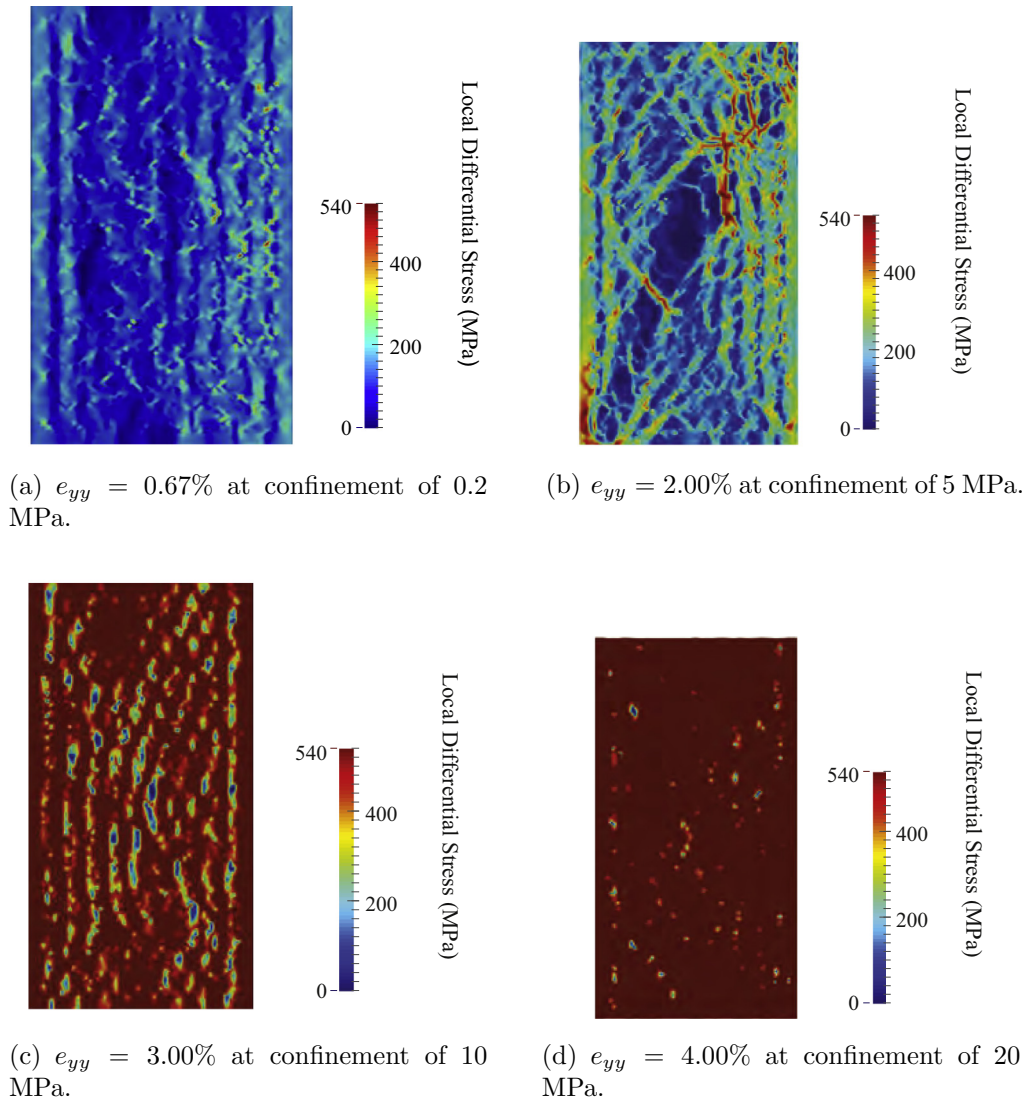 Local Differential Stress (MPa)
540
400
200
0
Local Differential Stress (MPa)
540
400
200
0
(a) e_yy = 0.67% at confinement of 0.2
MPa.
(b) e_yy = 2.00% at confinement of 5 MPa.
Local Differential Stress (MPa)
540
400
200
0
Local Differential Stress (MPa)
540
400
200
0
(c) e_yy = 3.00% at confinement of 10
MPa.
(d) e_yy = 4.00% at confinement of 20
MPa.